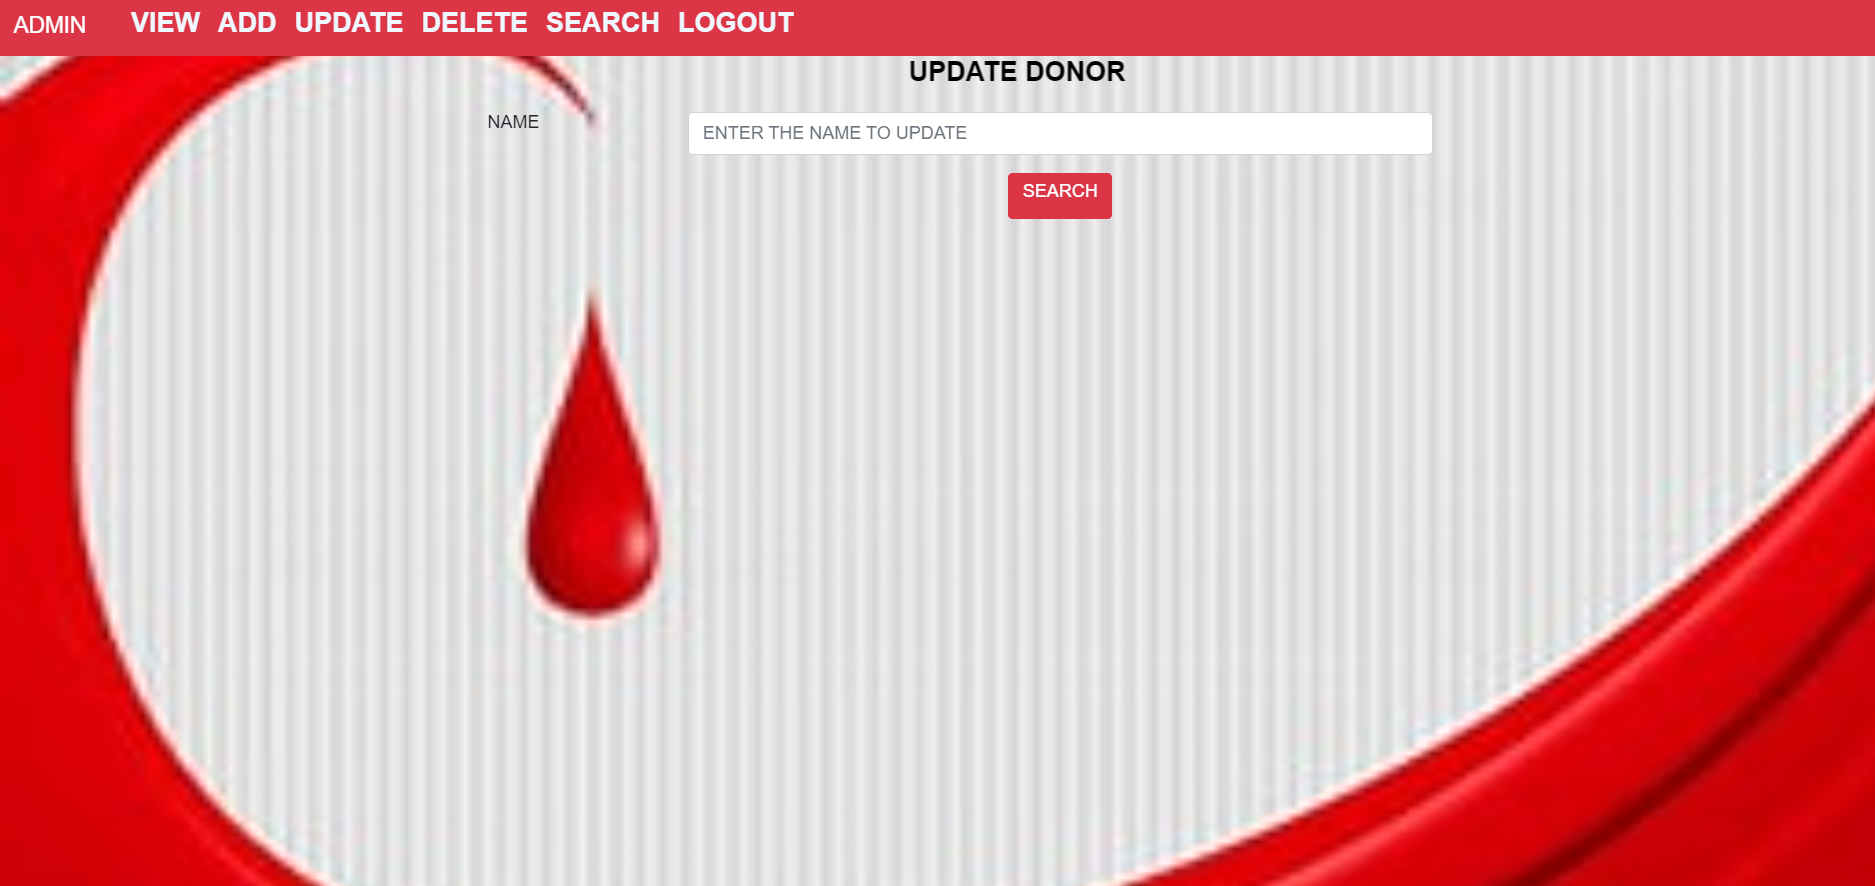 ADMIN VIEW ADD UPDATE DELETE SEARCH LOGOUT
UPDATE DONOR
NAME ENTER THE NAME TO UPDATE
SEARCH